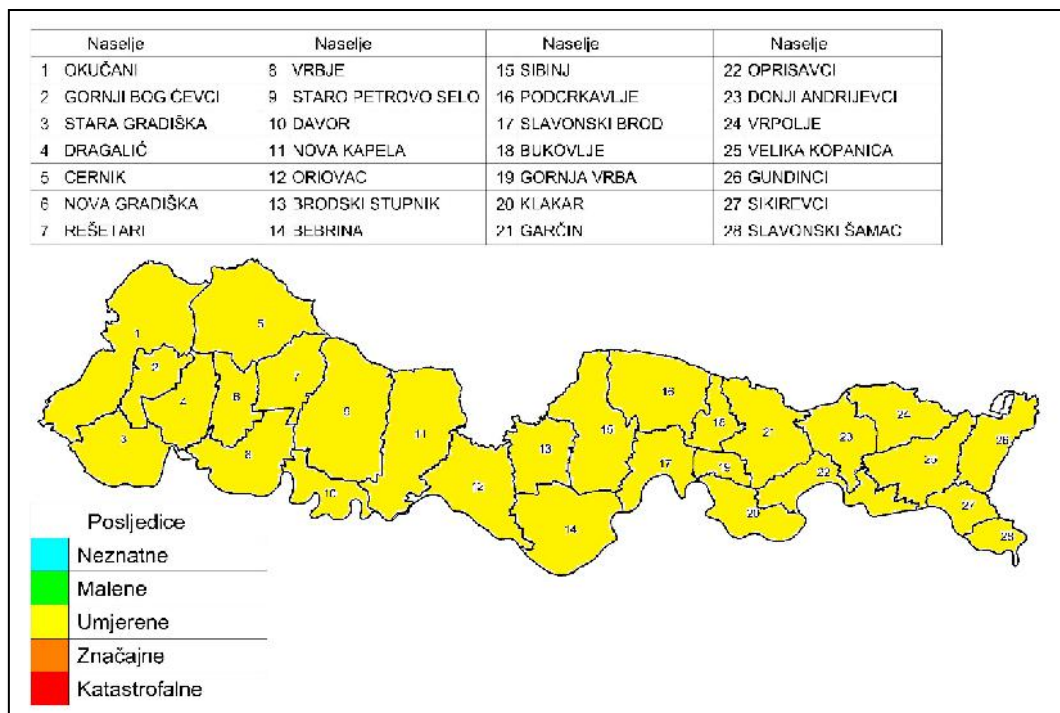 Naselje Naselje Naselje Naselje
1 OKUČANI 8 VRBJE 15 SIBINJ 22 OPRISAVCI
2 GORNJI BOGIĆEVCI 9 STARO PETROVO SELO 16 PODCRKAVLJE 23 DONJI ANDRIJEVCI
3 STARA GRADIŠKA 10 DAVOR 17 SLAVONSKI BROD 24 VRPOLJE
4 DRAGALIĆ 11 NOVA KAPELA 18 BUKOVLJE 25 VELIKA KOPANICA
5 CERNIK 12 ORIOVAC 19 GORNJA VRBA 26 GUNDINCI
6 NOVA GRADIŠKA 13 BRODSKI STUPNIK 20 KLAKAR 27 SIKIREVCI
7 REŠETARI 14 BEBRINA 21 GARČIN 28 SLAVONSKI ŠAMAC
5
1
2
7
16
4
6
9
15
18
21
24
3
11
13
23
26
8
17
19
25
10
12
22
14
20
27
28
Posljedice
Neznatne
Malene
Umjerene
Značajne
Katastrofalne